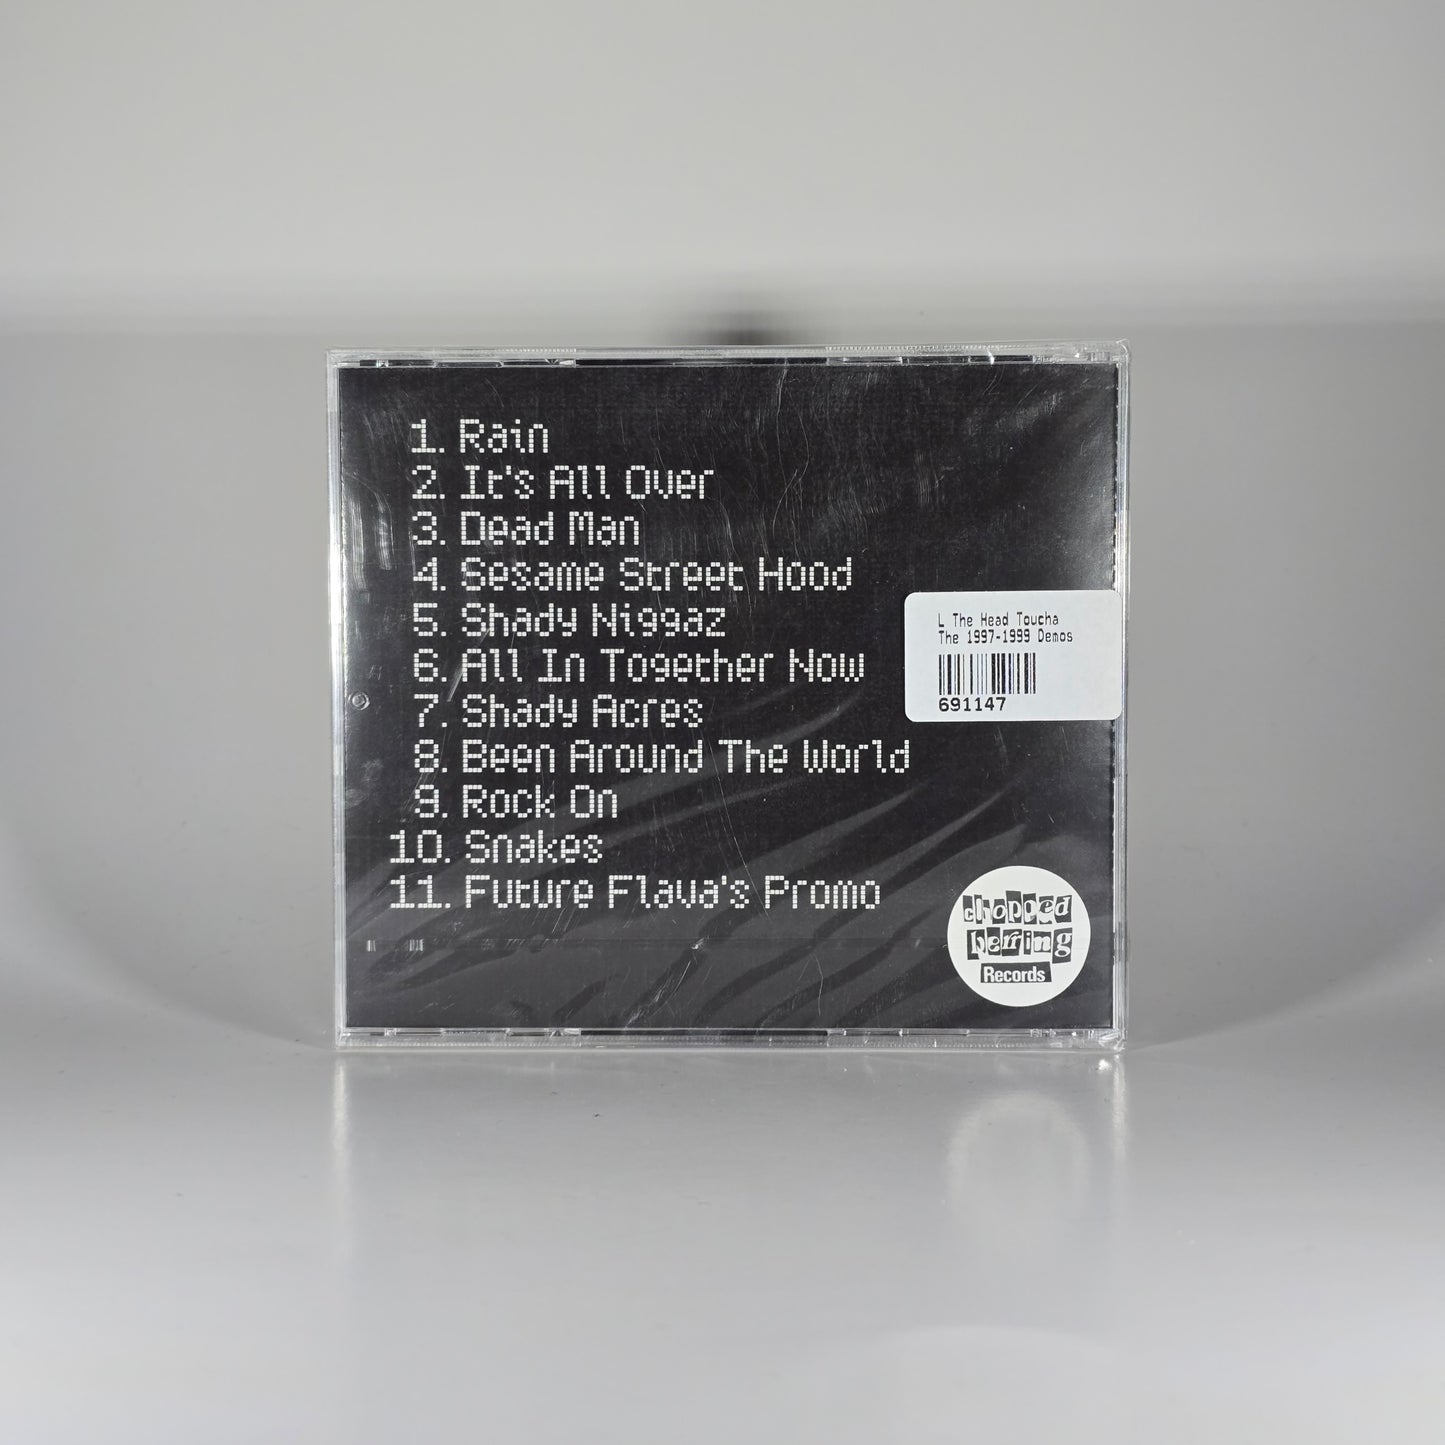 1. Rain
2. It's All Over
3. Dead Man
4. Sesame Street Hood
5. Shady Niggaz
6. All In Together Now
7. Shady Acres
8. Been Around The World
9. Rock On
10. Snakes
11. Future Flava's Promo
L The Head Toucha
The 1997-1999 Demos
691147
chopped
herring
Records